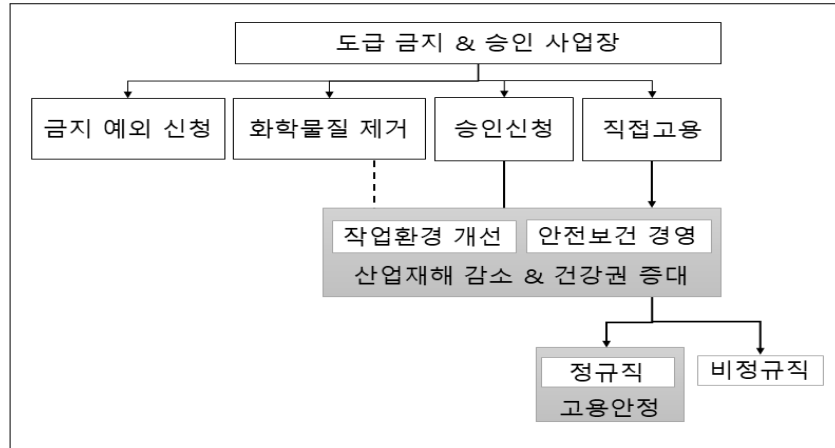 도급 금지 & 승인 사업장
금지 예외 신청 화학물질 제거 승인신청 직접고용
작업환경 개선 안전보건 경영
산업재해 감소 & 건강권 증대
정규직 비정규직
고용안정